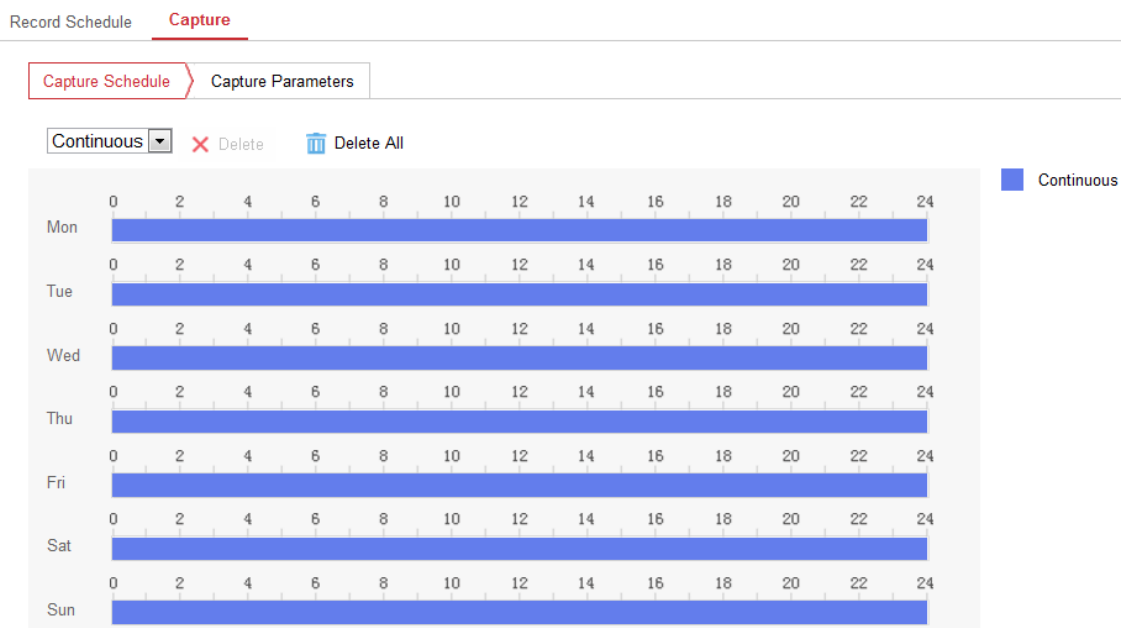 Record Schedule Capture
Capture Schedule Capture Parameters
Continuous Delete Delete All
Continuous
0 2 4 6 8 10 12 14 16 18 20 22 24
Mon
0 2 4 6 8 10 12 14 16 18 20 22 24
Tue
0 2 4 6 8 10 12 14 16 18 20 22 24
Wed
0 2 4 6 8 10 12 14 16 18 20 22 24
Thu
0 2 4 6 8 10 12 14 16 18 20 22 24
Fri
0 2 4 6 8 10 12 14 16 18 20 22 24
Sat
0 2 4 6 8 10 12 14 16 18 20 22 24
Sun